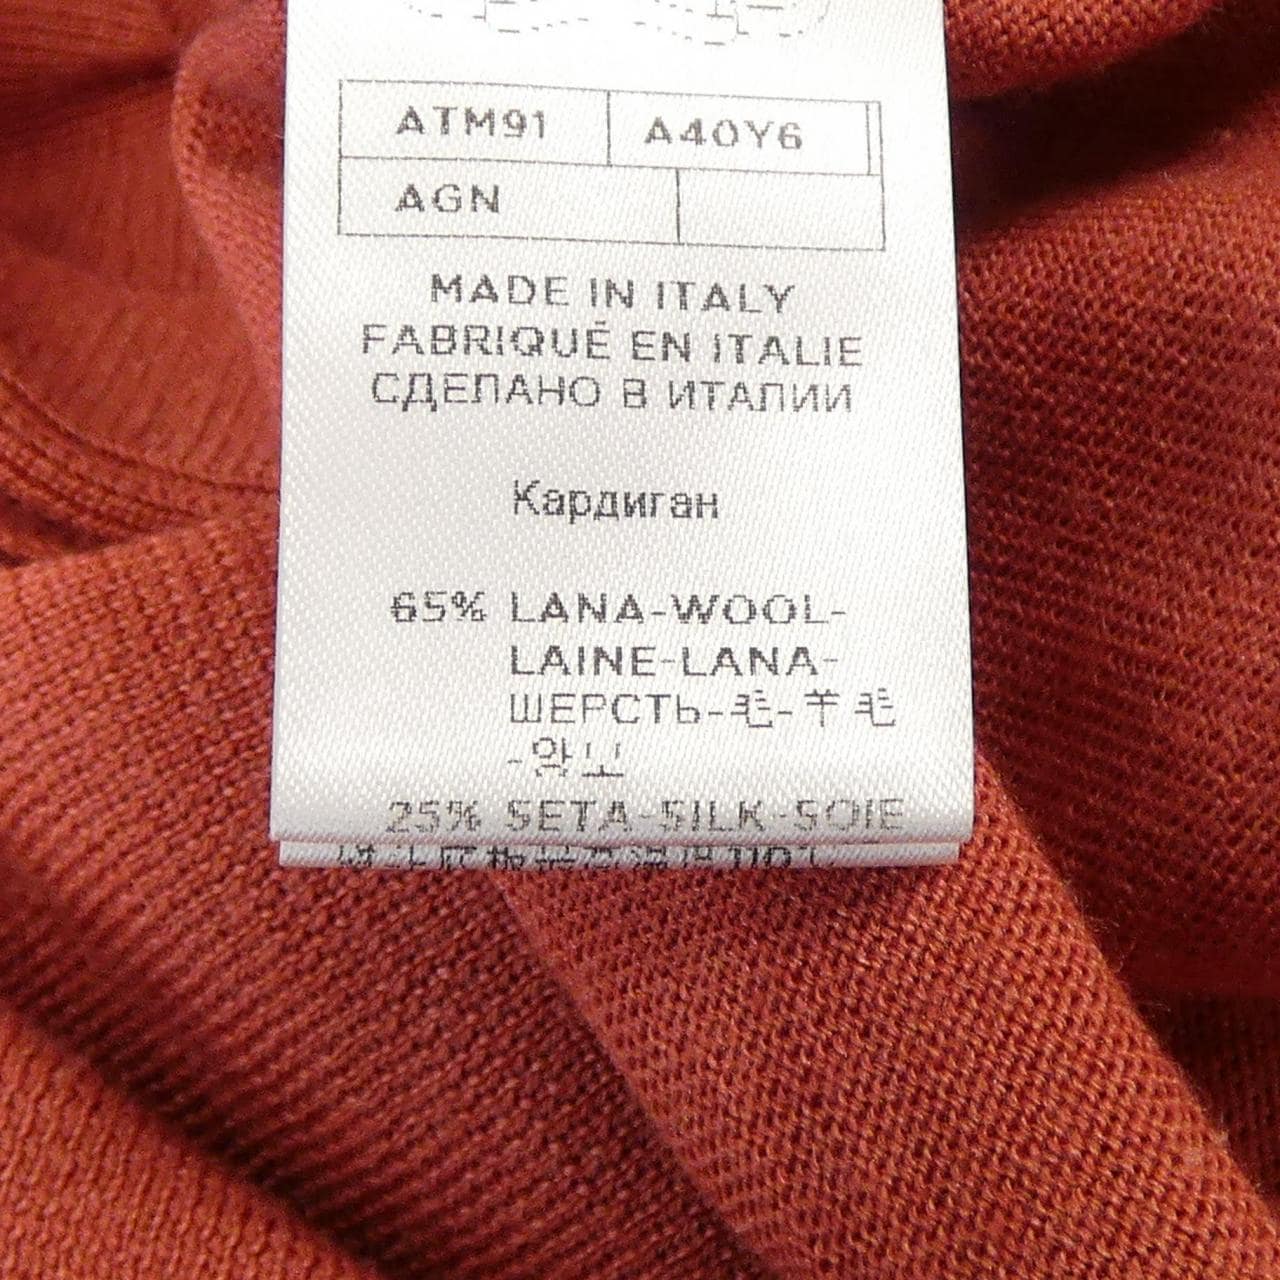 ATM91 A40Y6
AGN
MADE IN ITALY
FABRIQUÉ EN ITALIE
СДЕЛАНО В ИТАЛИИ
Кардиган
65% LANA-WOOL-
LAINE-LANA-
ШЕРСТЬ-毛-羊毛
-양모
25% SETA-SILK-SOIE